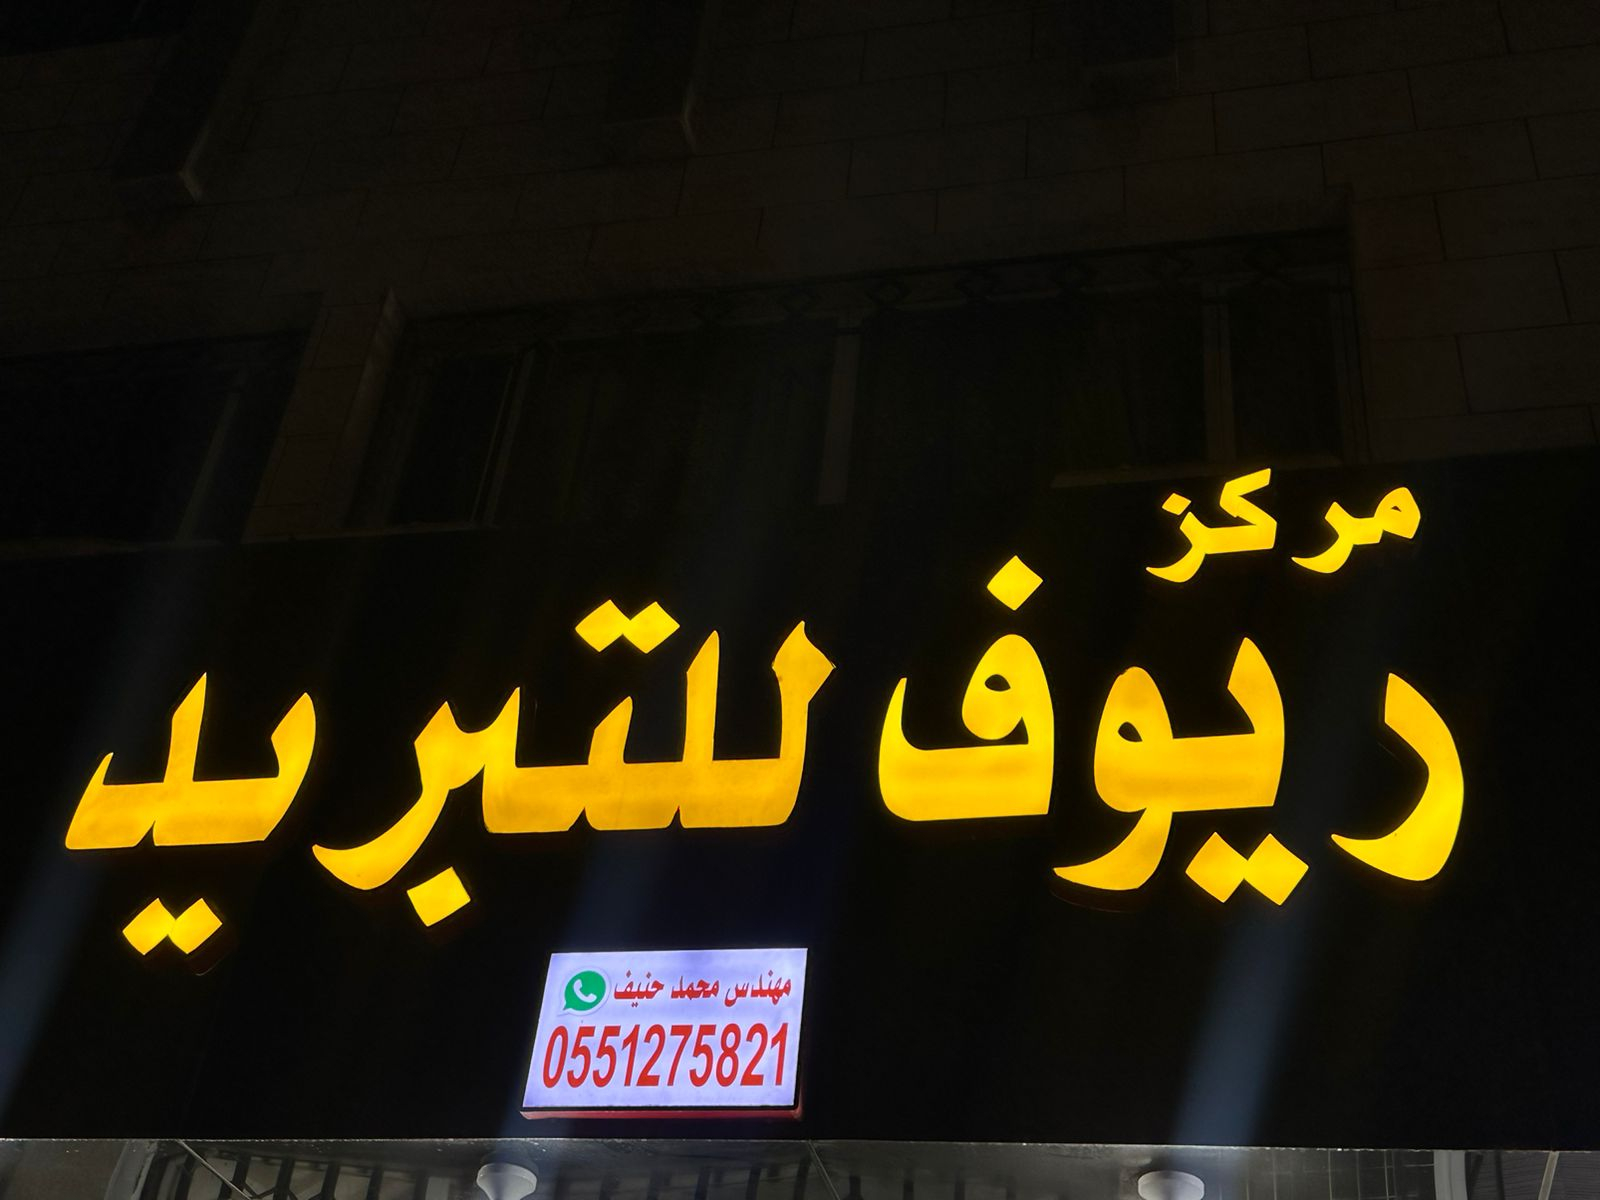 مركز
ريوف للتبريد
مهندس محمد حنيف
0551275821